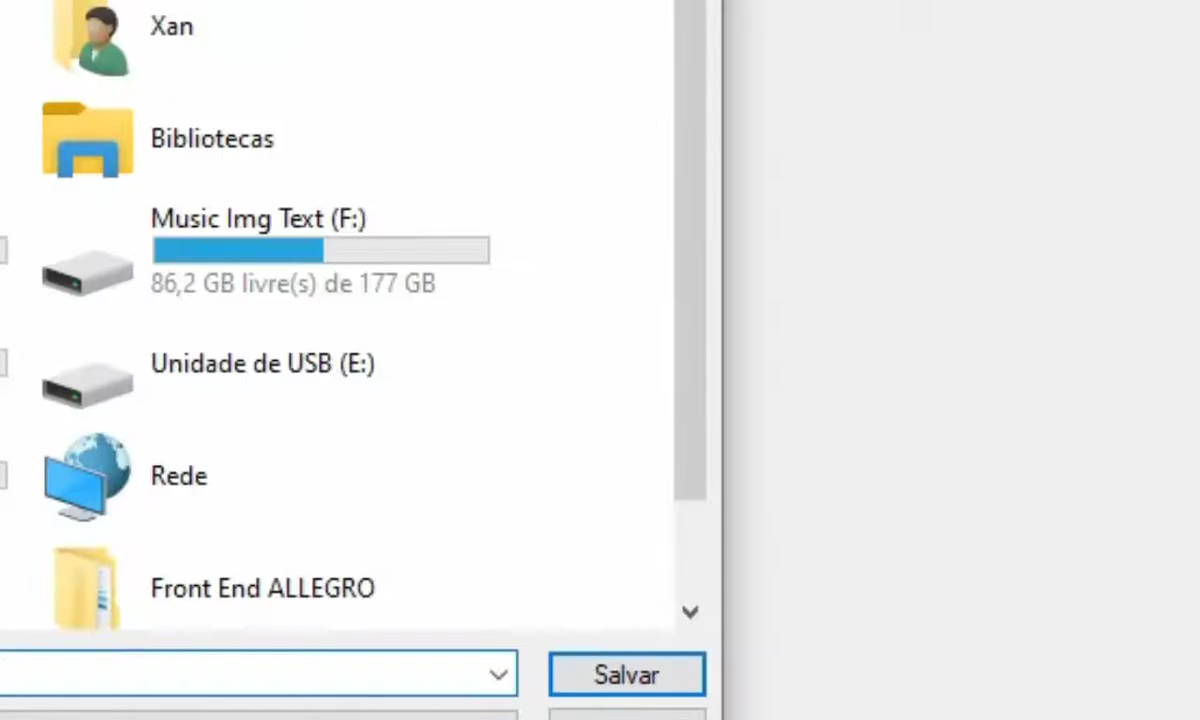 Xan
Bibliotecas
Music Img Text (F:)
86,2 GB livre(s) de 177 GB
Unidade de USB (E:)
Rede
Front End ALLEGRO
Salvar